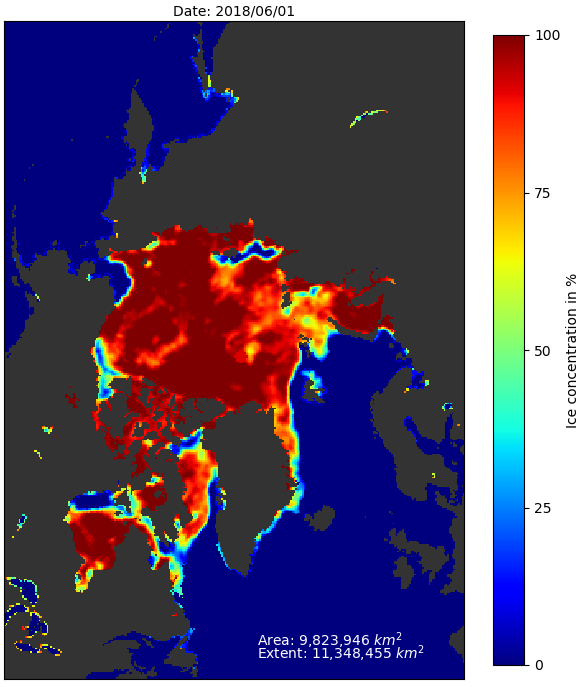 Date: 2018/06/01
100
75
50
25
0
Ice concentration in %
Area: 9,823,946 km²
Extent: 11,348,455 km²